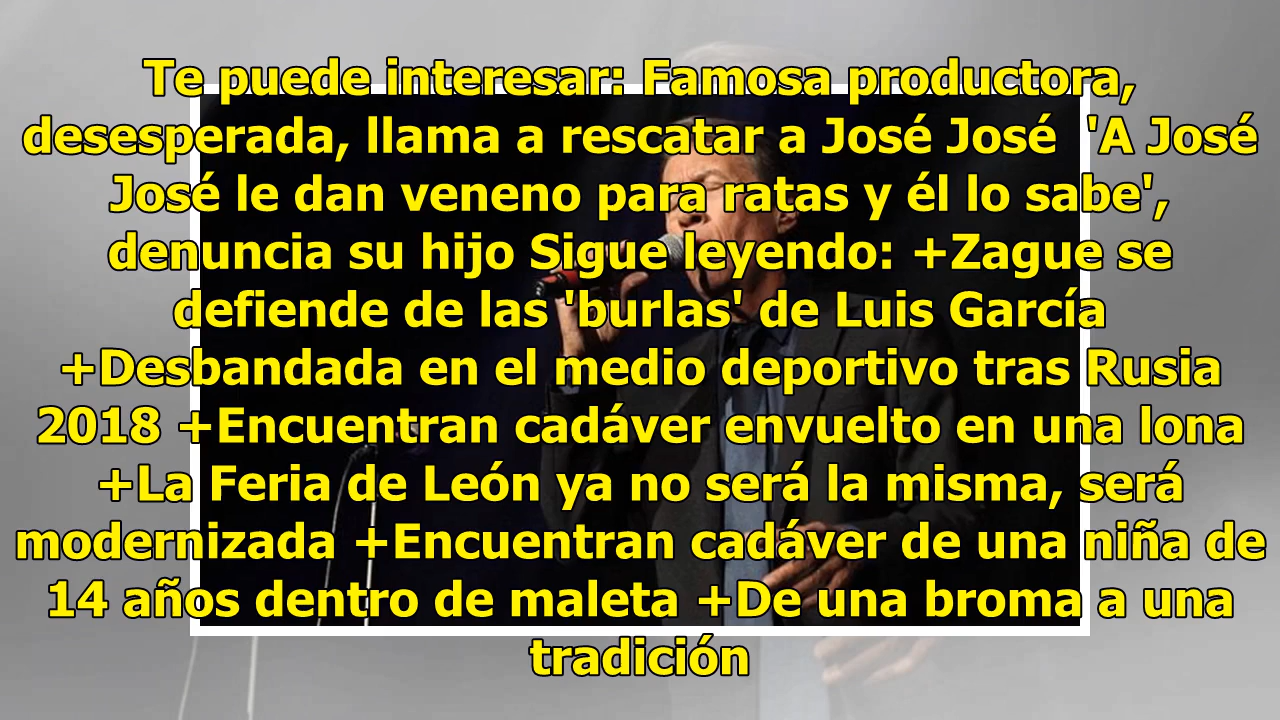 Te puede interesar: Famosa productora,
desesperada, llama a rescatar a José José  'A José
José le dan veneno para ratas y él lo sabe',
denuncia su hijo Sigue leyendo: +Zague se
defiende de las 'burlas' de Luis García
+Desbandada en el medio deportivo tras Rusia
2018 +Encuentran cadáver envuelto en una lona
+La Feria de León ya no será la misma, será
modernizada +Encuentran cadáver de una niña de
14 años dentro de maleta +De una broma a una
tradición